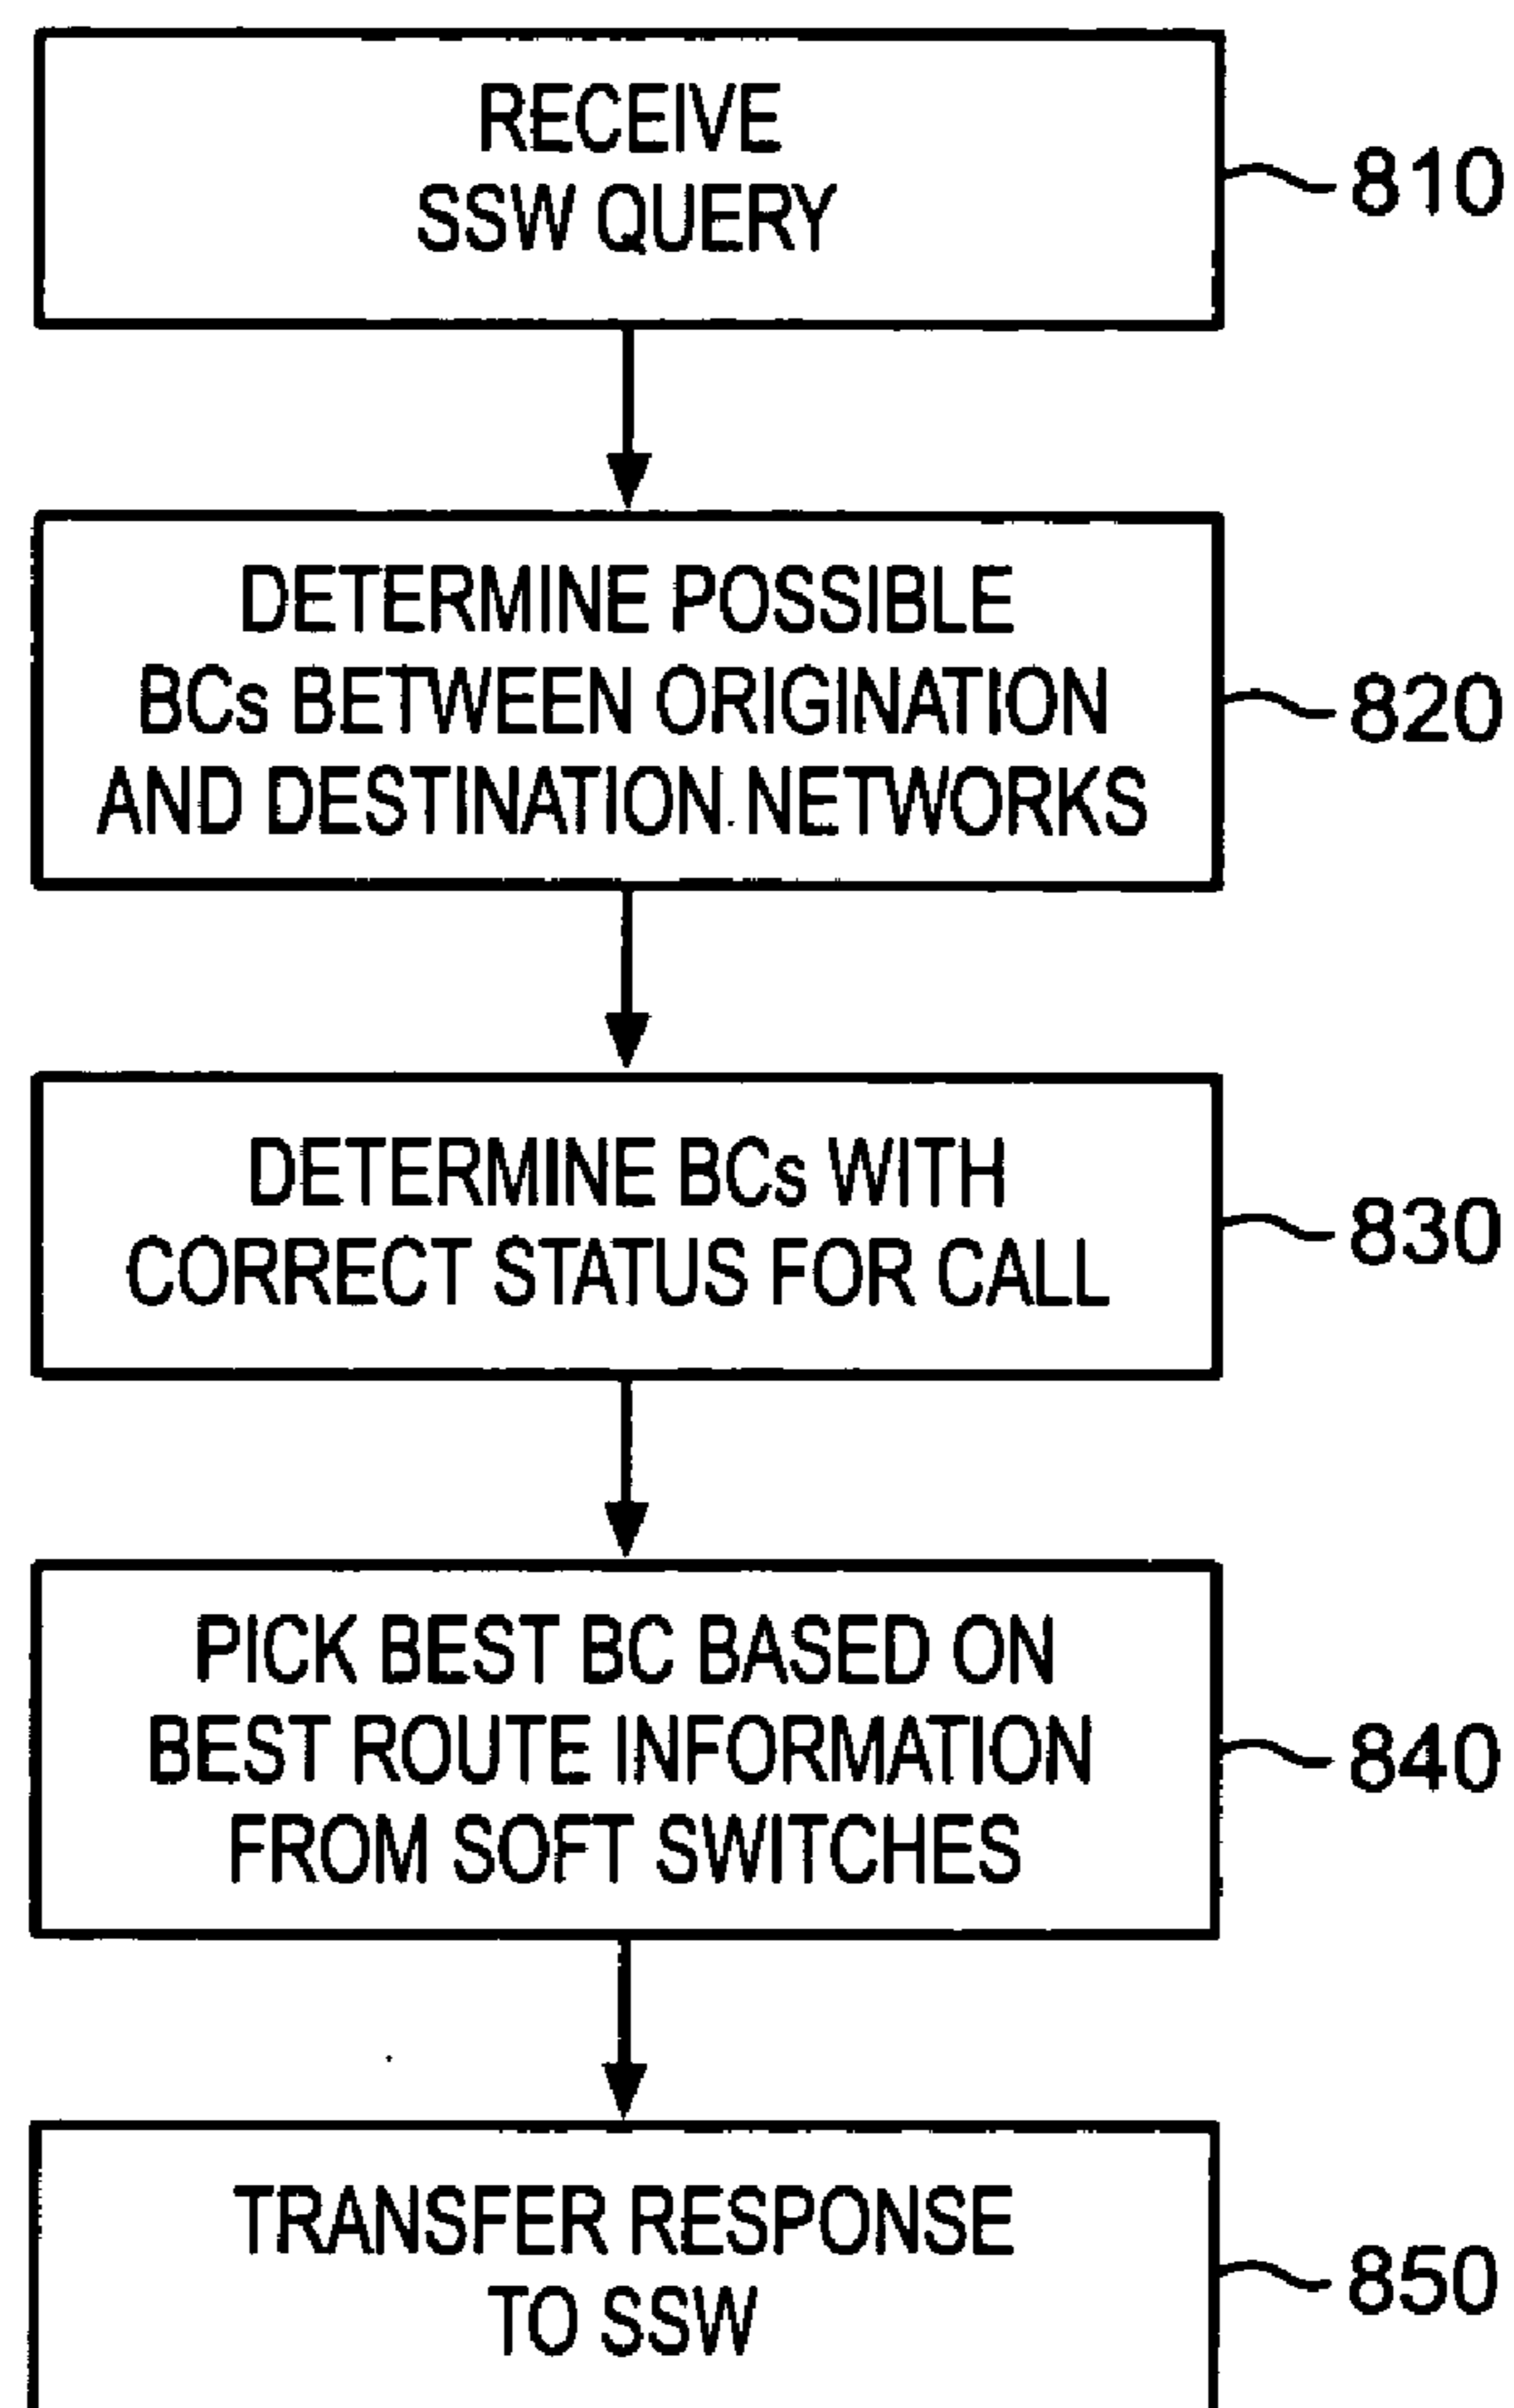 RECEIVE
SSW QUERY
810
DETERMINE POSSIBLE
BCs BETWEEN ORIGINATION
AND DESTINATION NETWORKS
820
DETERMINE BCs WITH
CORRECT STATUS FOR CALL
830
PICK BEST BC BASED ON
BEST ROUTE INFORMATION
FROM SOFT SWITCHES
840
TRANSFER RESPONSE
TO SSW
850